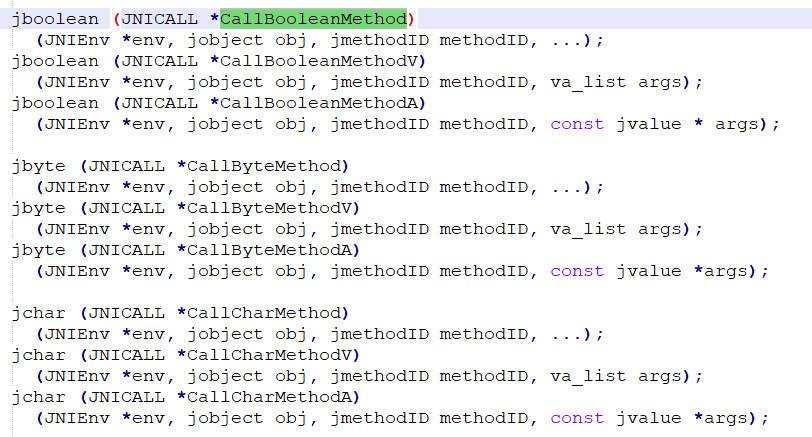 jboolean (JNICALL *CallBooleanMethod)
(JNIEnv *env, jobject obj, jmethodID methodID, ...);
jboolean (JNICALL *CallBooleanMethodV)
(JNIEnv *env, jobject obj, jmethodID methodID, va_list args);
jboolean (JNICALL *CallBooleanMethodA)
(JNIEnv *env, jobject obj, jmethodID methodID, const jvalue * args);
jbyte (JNICALL *CallByteMethod)
(JNIEnv *env, jobject obj, jmethodID methodID, ...);
jbyte (JNICALL *CallByteMethodV)
(JNIEnv *env, jobject obj, jmethodID methodID, va_list args);
jbyte (JNICALL *CallByteMethodA)
(JNIEnv *env, jobject obj, jmethodID methodID, const jvalue *args);
jchar (JNICALL *CallCharMethod)
(JNIEnv *env, jobject obj, jmethodID methodID, ...);
jchar (JNICALL *CallCharMethodV)
(JNIEnv *env, jobject obj, jmethodID methodID, va_list args);
jchar (JNICALL *CallCharMethodA)
(JNIEnv *env, jobject obj, jmethodID methodID, const jvalue *args);